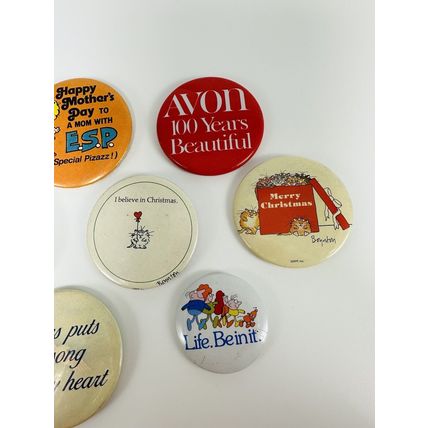 Happy
Mother's
Day TO
A MOM WITH
E.S.P.
Special Pizazz!)
AVON
100 Years
Beautiful
I believe in Christmas.
Boynton
Merry
Christmas
Boynton
puts
song
heart
Life. Be in it.